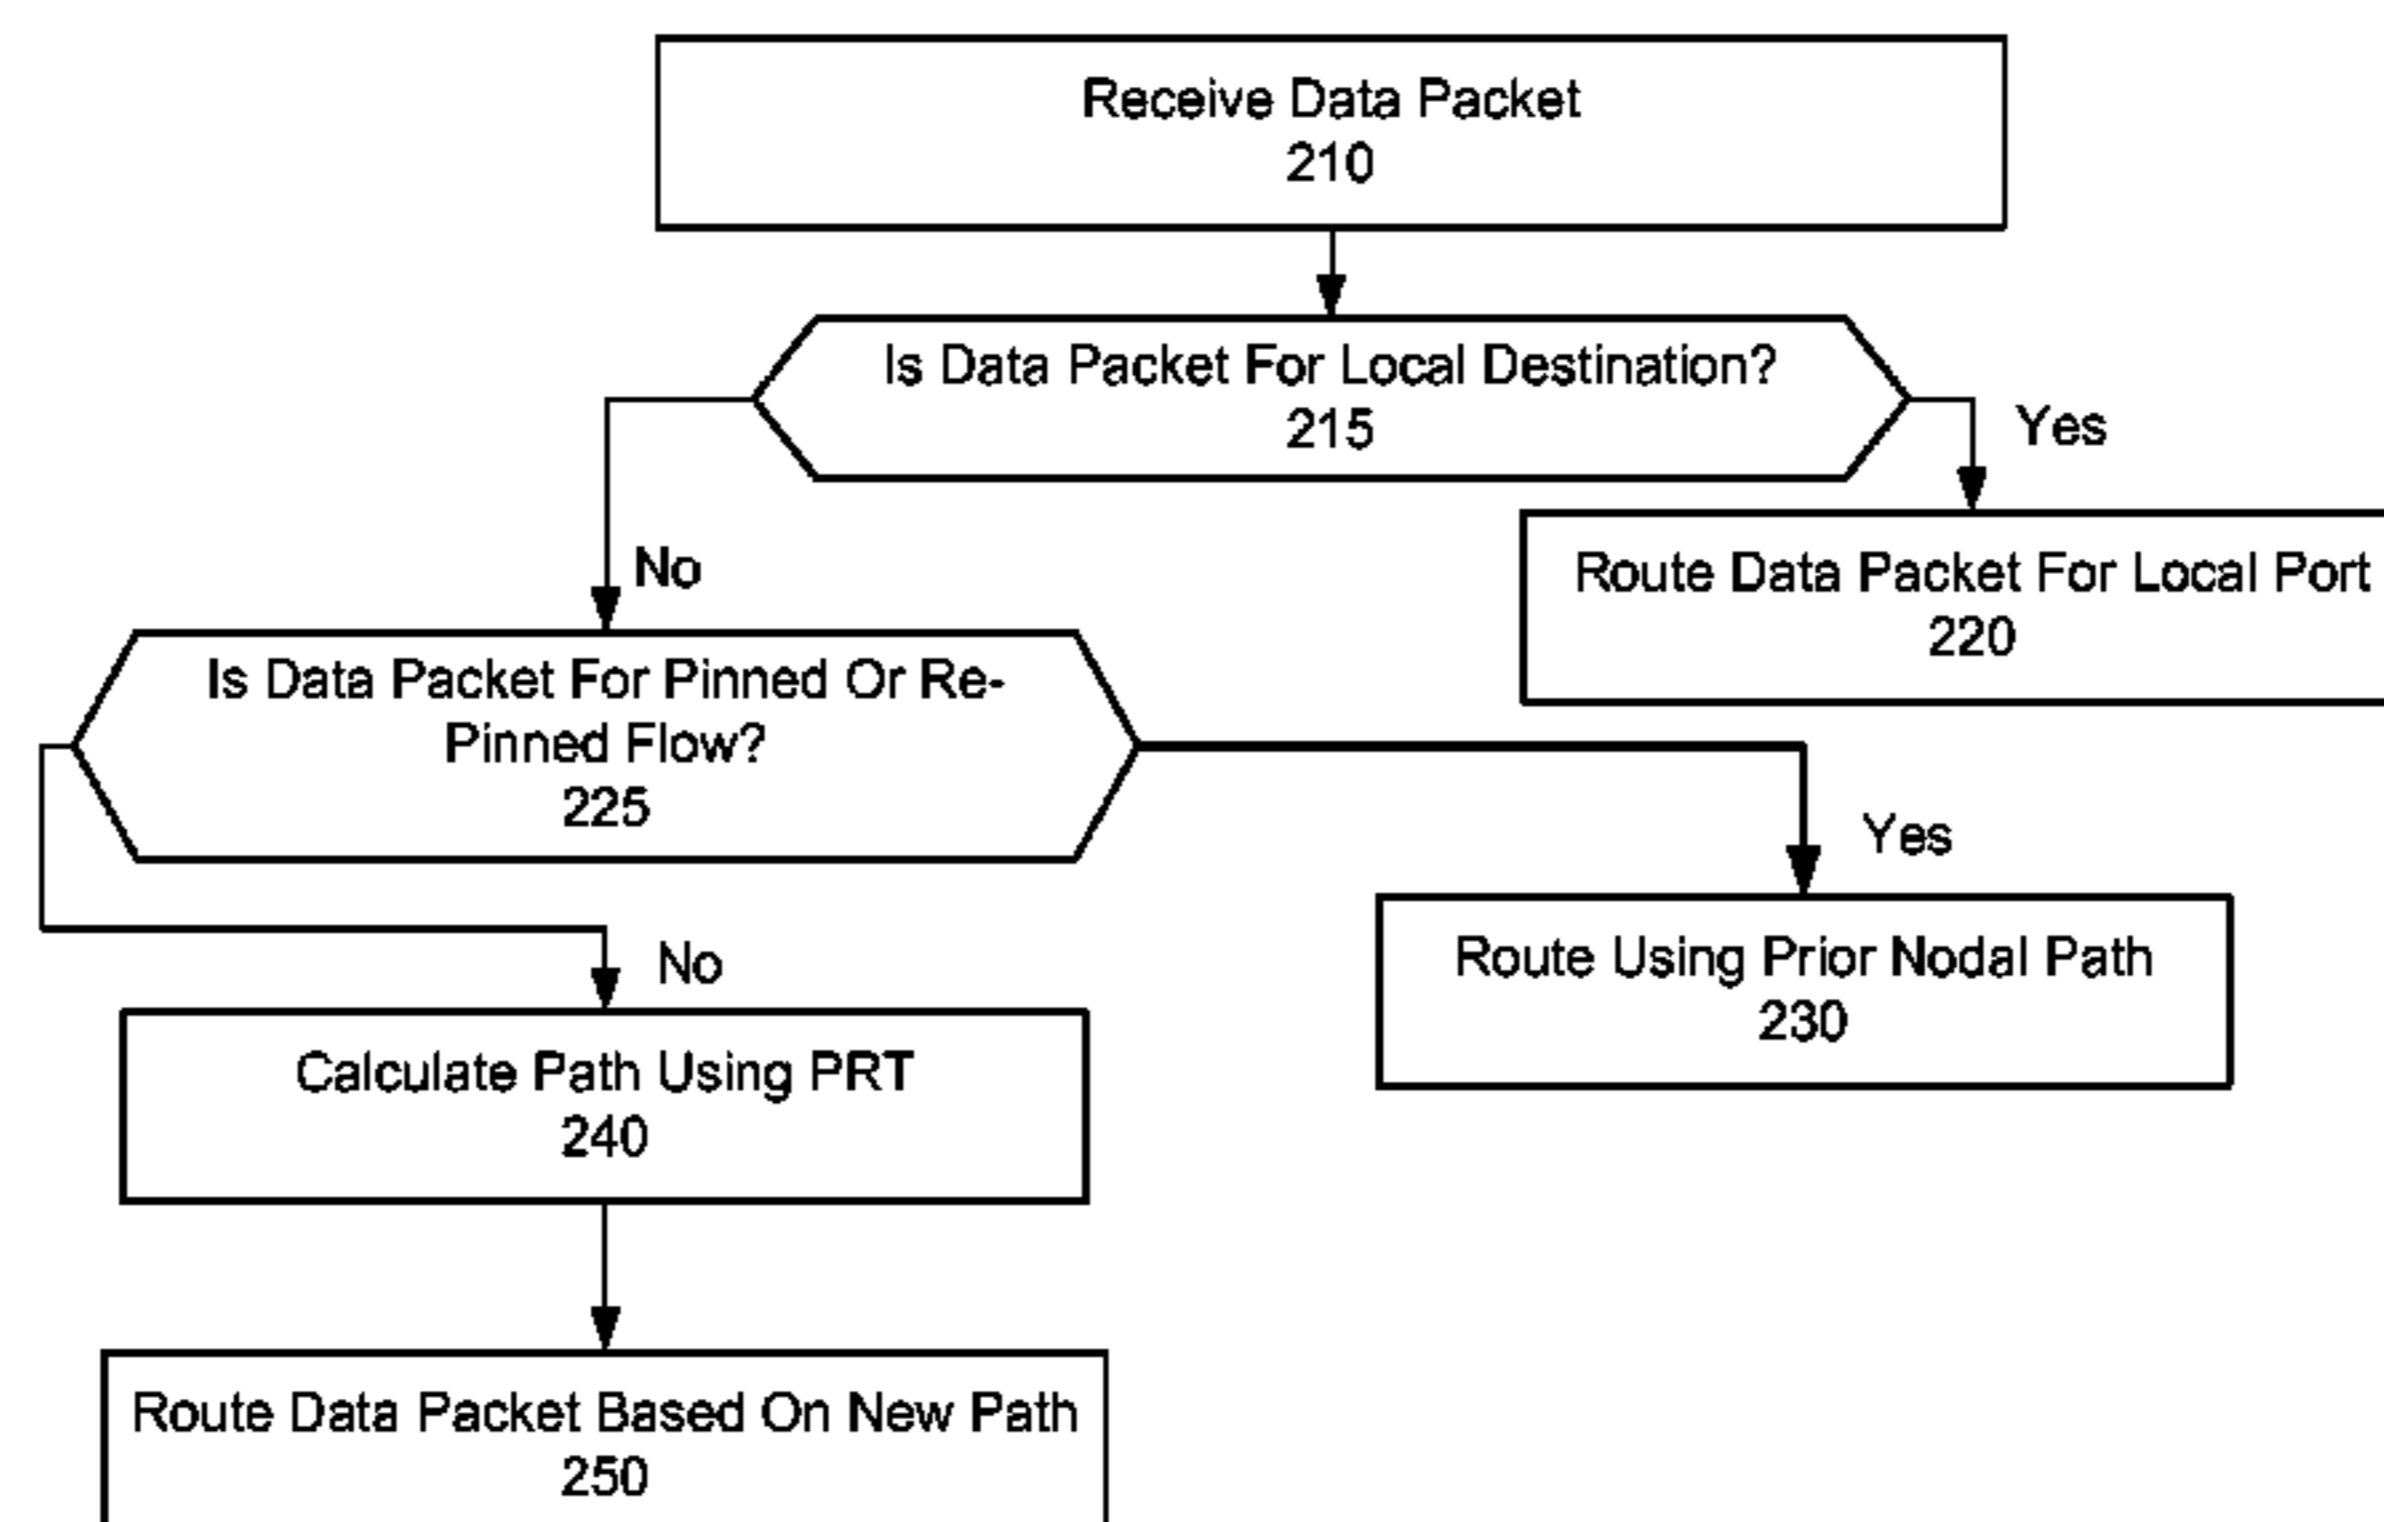 Receive Data Packet
210
Is Data Packet For Local Destination?
215
Yes
No
Route Data Packet For Local Port
220
Is Data Packet For Pinned Or Re-
Pinned Flow?
225
Yes
Route Using Prior Nodal Path
230
No
Calculate Path Using PRT
240
Route Data Packet Based On New Path
250